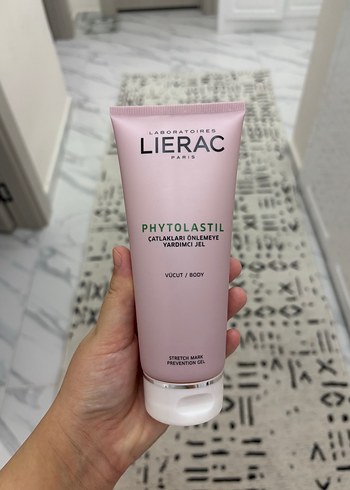 LABORATOIRES
LIERAC
PARIS
PHYTOLASTIL
ÇATLAKLARI ÖNLEMEYE
YARDIMCI JEL
VÜCUT / BODY
STRETCH MARK
PREVENTION GEL